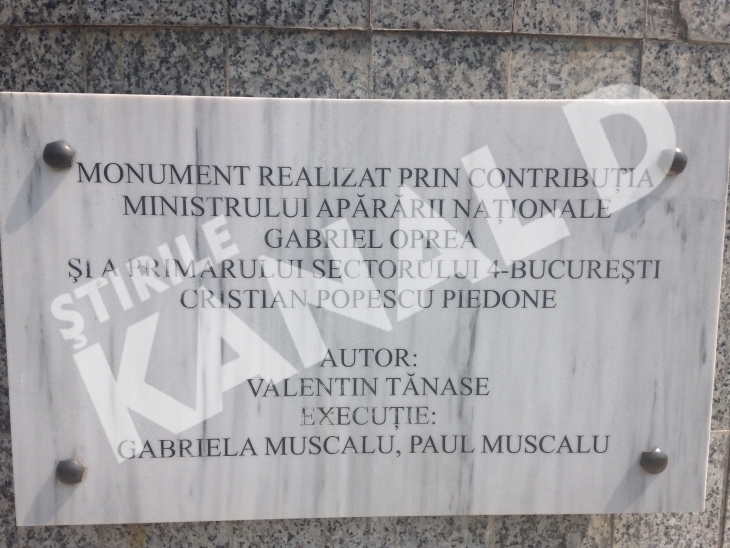 MONUMENT REALIZAT PRIN CONTRIBUȚIA
MINISTRULUI APĂRĂRII NAȚIONALE
GABRIEL OPREA
ȘI A PRIMARULUI SECTORULUI 4-BUCUREȘTI
CRISTIAN POPESCU PIEDONE
AUTOR:
VALENTIN TĂNASE
EXECUȚIE:
GABRIELA MUSCALU, PAUL MUSCALU
ȘTIRILE
KANAL D